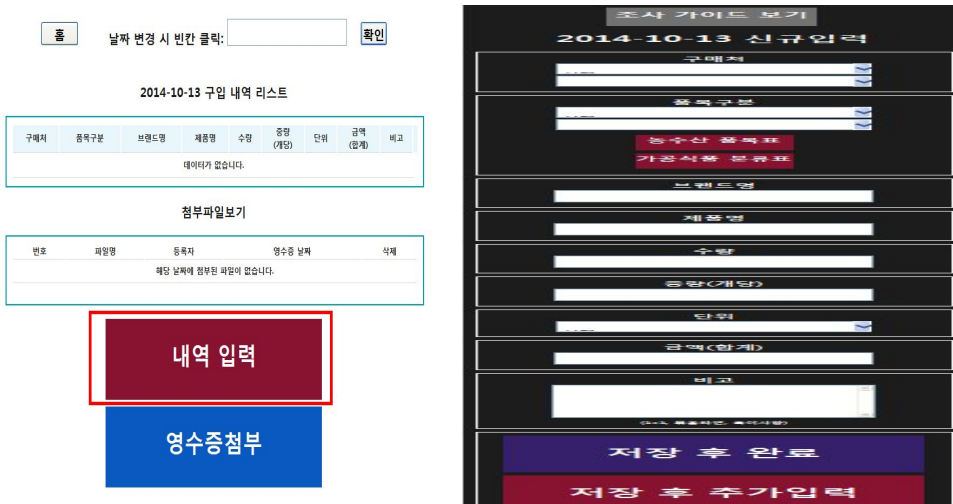 홈
날짜 변경 시 빈칸 클릭:
확인
2014-10-13 구입 내역 리스트
구매처 품목구분 브랜드명 제품명 수량 중량(개당) 단위 금액(합계) 비고
데이터가 없습니다.
첨부파일보기
번호 파일명 등록자 영수증 날짜 삭제
해당 날짜에 첨부된 파일이 없습니다.
내역 입력
영수증첨부
조사 가이드 보기
2014-10-13 신규입력
구매처
품목구분
농수산 품목표
가공식품 분류표
브랜드명
제품명
수량
중량(개당)
단위
금액(합계)
비고
저장 후 완료
저장 후 추가입력